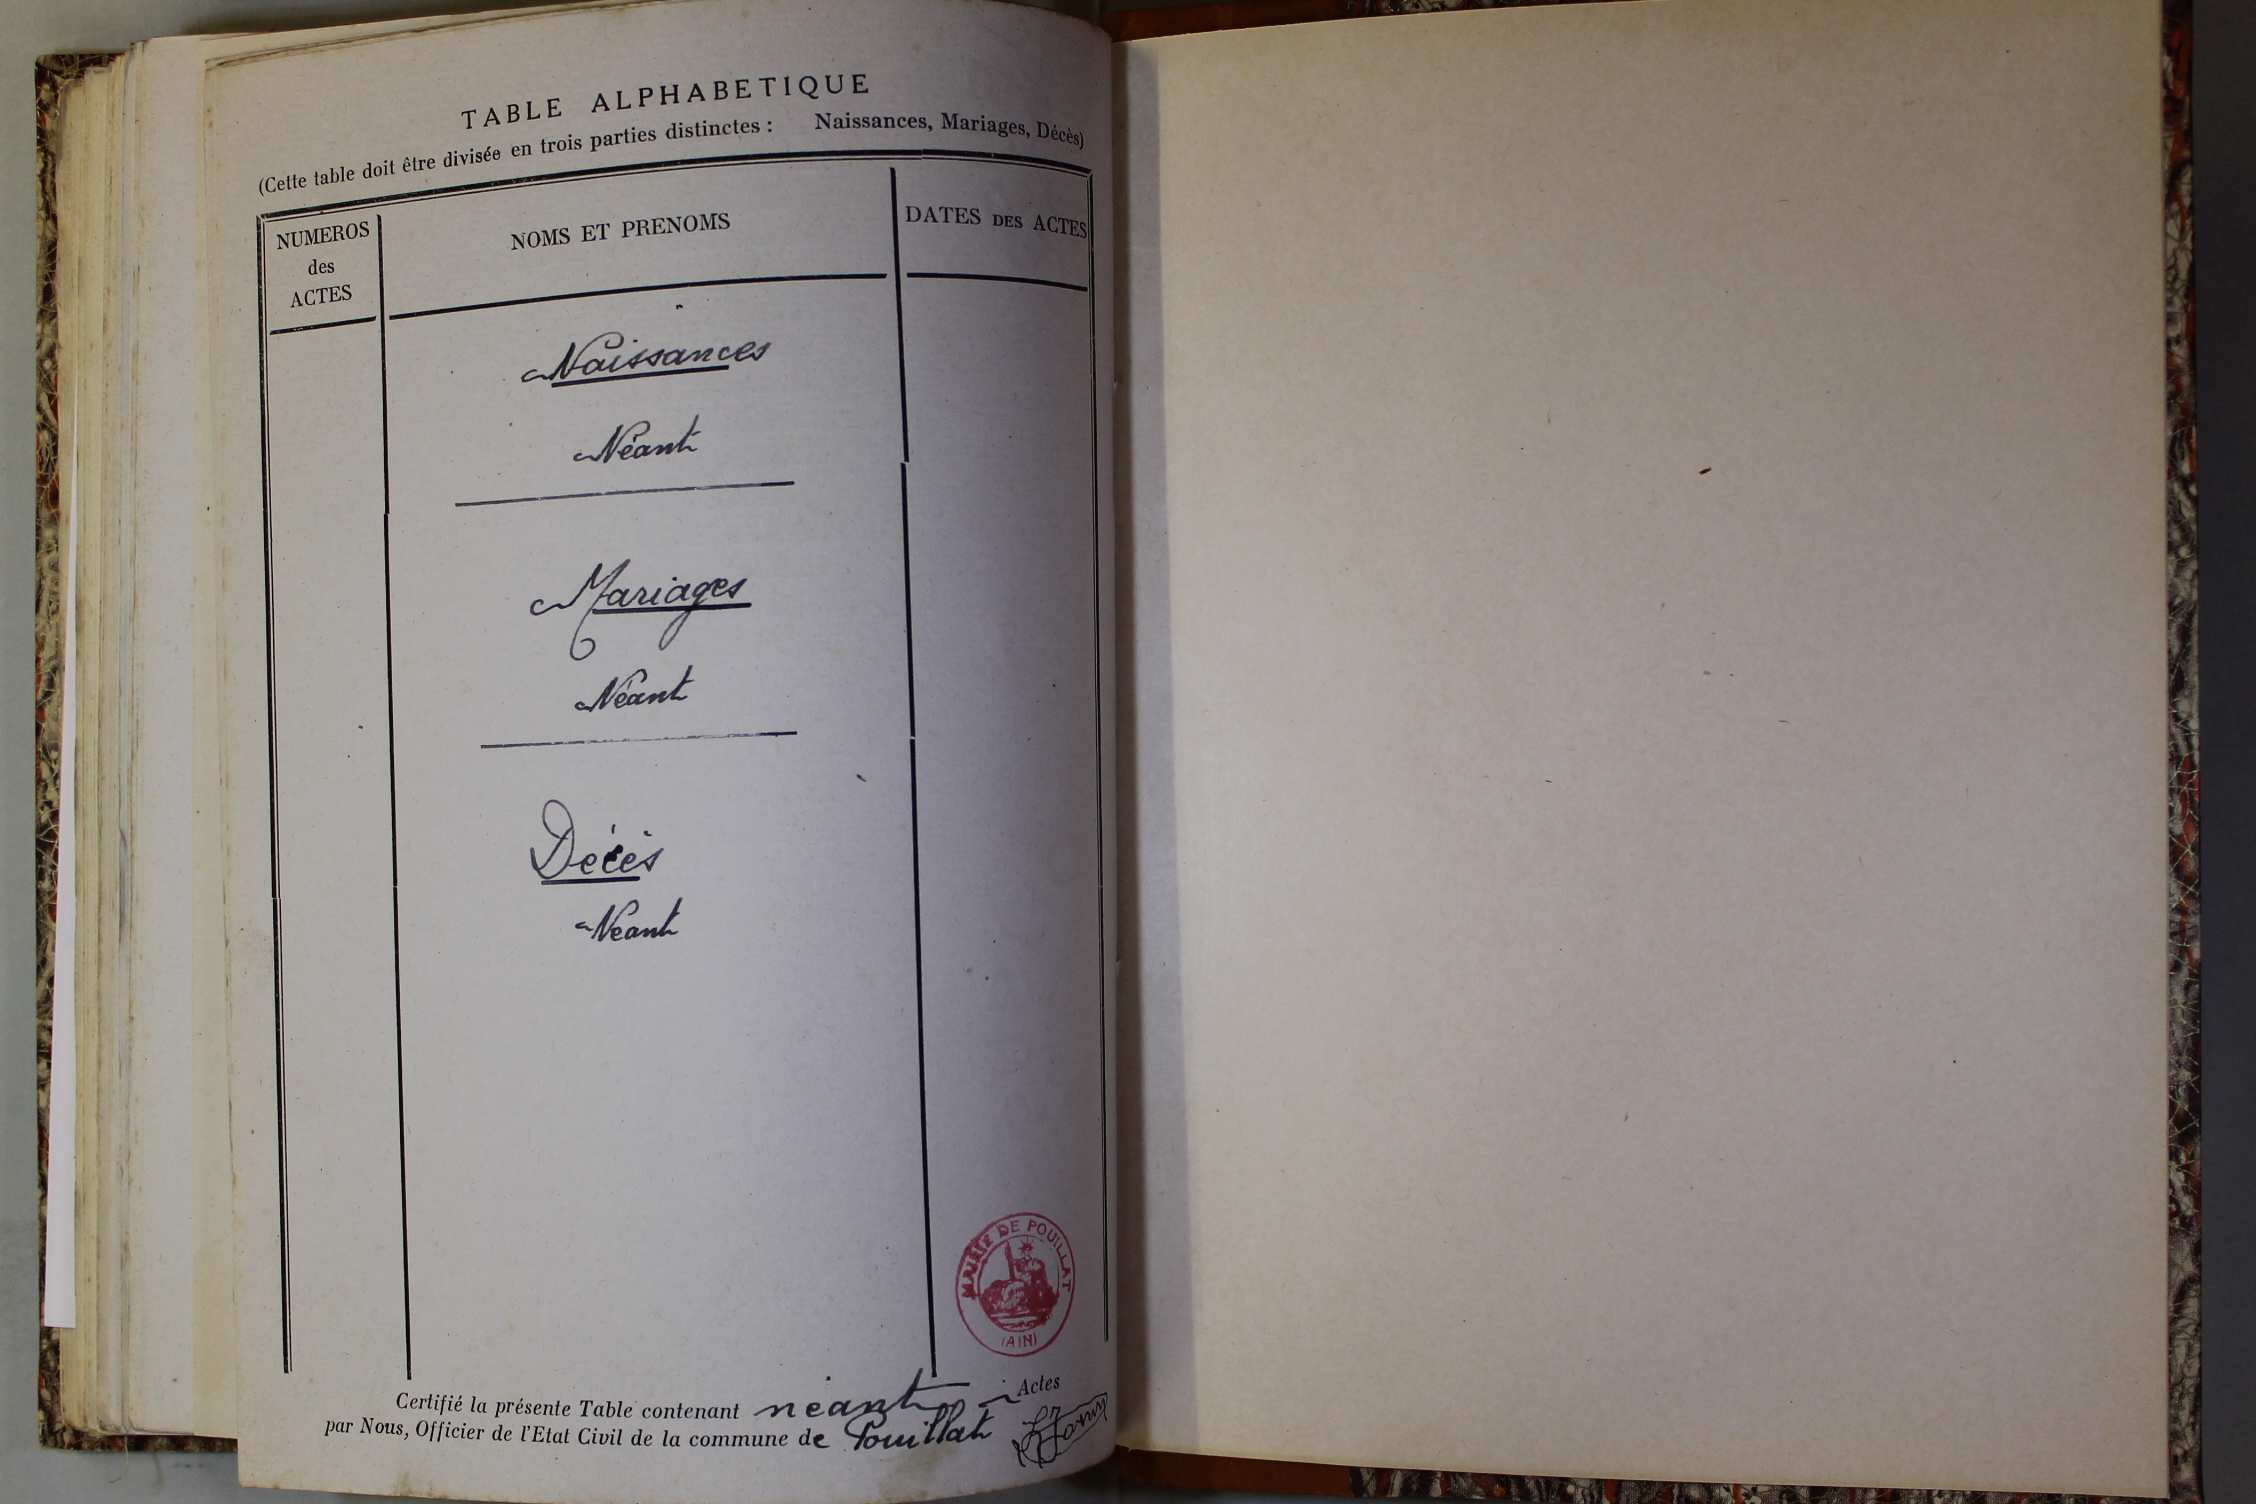 TABLE ALPHABETIQUE
(Cette table doit être divisée en trois parties distinctes : Naissances, Mariages, Décès)
NUMEROS
des
ACTES
NOMS ET PRENOMS
DATES DES ACTES
Naissances
Néant
Mariages
Néant
Décès
Néant
MAIRIE DE POUILLAT
(AIN)
Certifié la présente Table contenant néant Actes
par Nous, Officier de l'Etat Civil de la commune de Pouillat